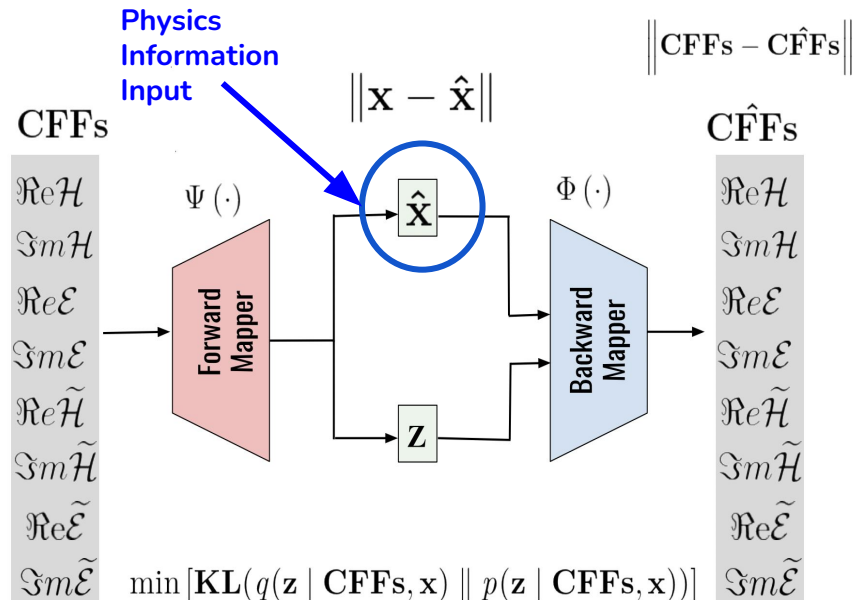 Physics
Information
Input
‖CFFs − CF̂Fs‖
‖x − x̂‖
CFFs
CF̂Fs
ℜeℋ
ℑmℋ
ℜeℰ
ℑmℰ
ℜeℋ̃
ℑmℋ̃
ℜeℰ̃
ℑmℰ̃
Ψ (·)
Forward
Mapper
x̂
z
Φ (·)
Backward
Mapper
ℜeℋ
ℑmℋ
ℜeℰ
ℑmℰ
ℜeℋ̃
ℑmℋ̃
ℜeℰ̃
ℑmℰ̃
min [KL(q(z | CFFs, x) ‖ p(z | CFFs, x))]